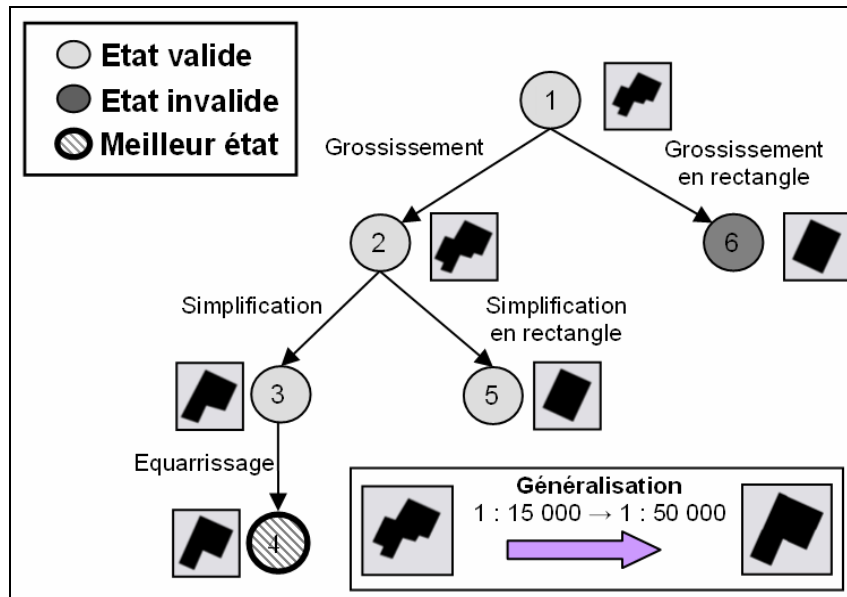 Etat valide
Etat invalide
Meilleur état
1
Grossissement
Grossissement
en rectangle
2
6
Simplification
Simplification
en rectangle
3
5
Equarrissage
4
Généralisation
1 : 15 000 → 1 : 50 000